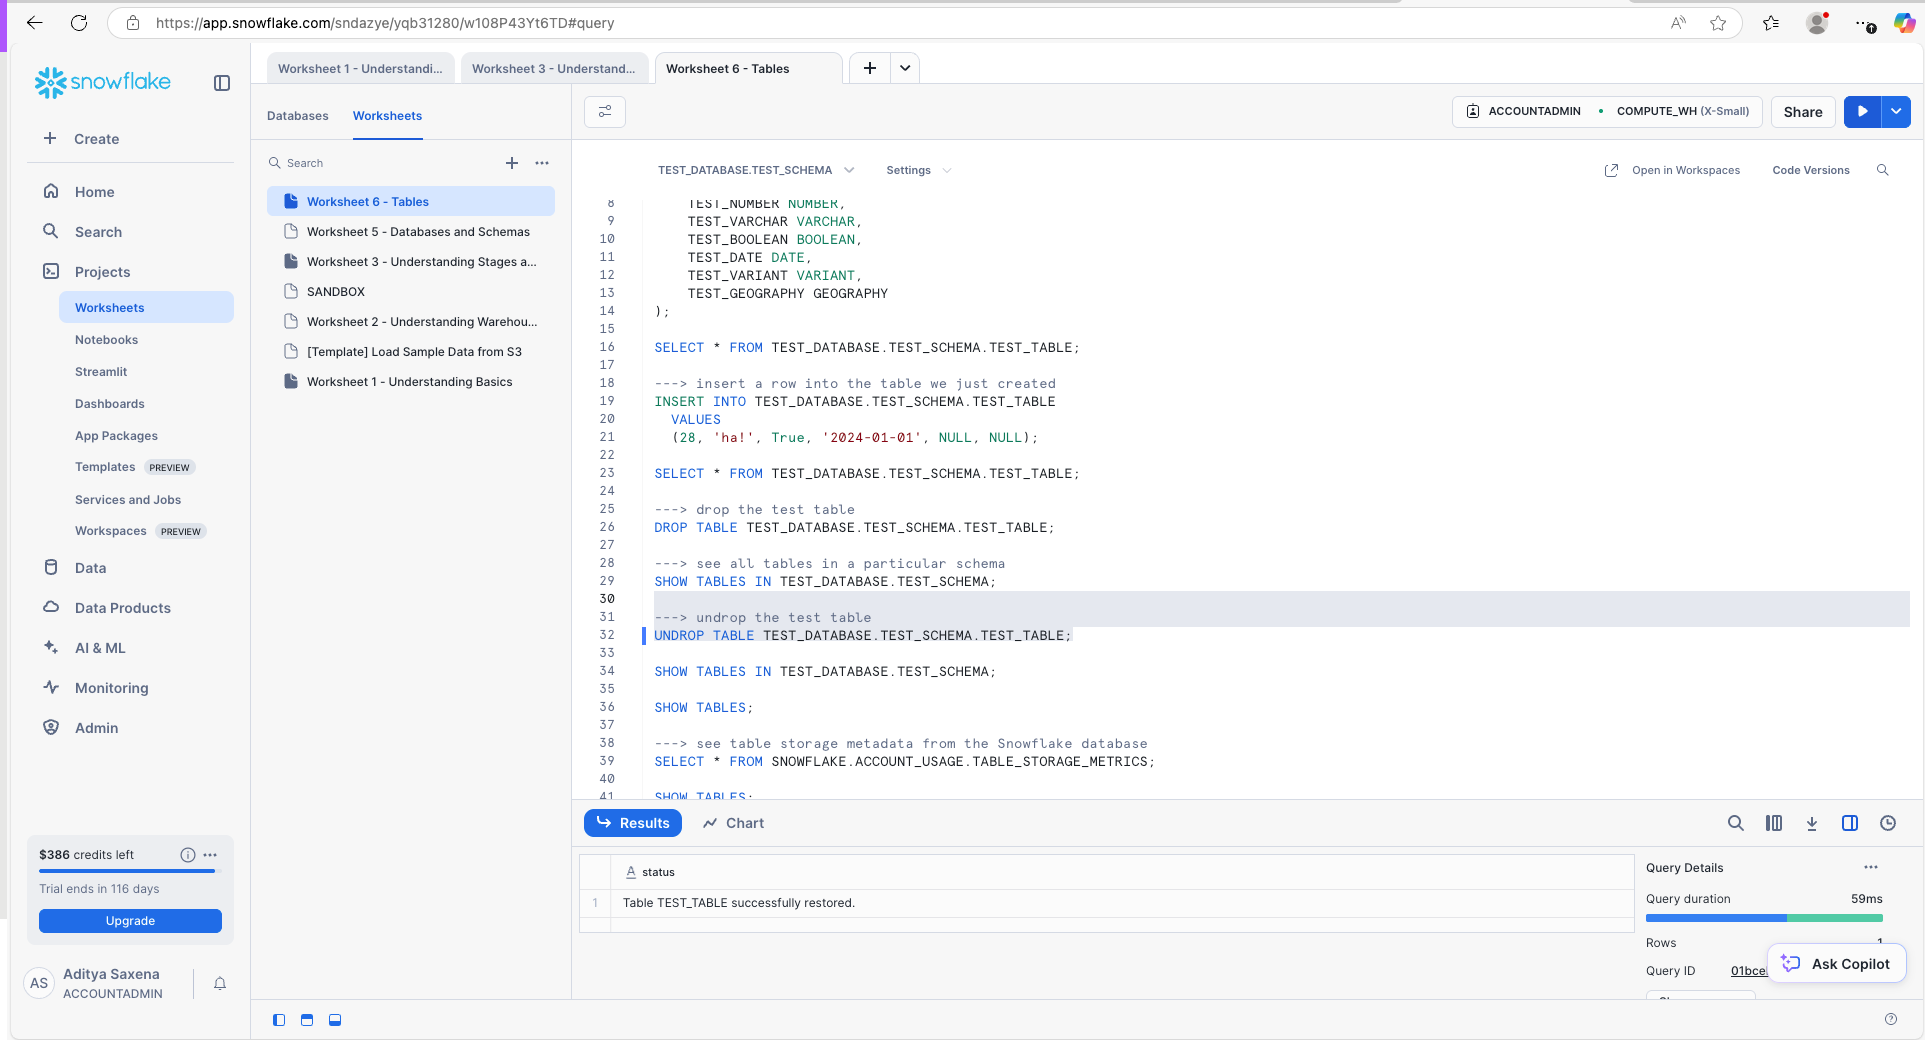 https://app.snowflake.com/sndazye/yqb31280/w108P43Yt6TD#query
snowflake
Create
Home
Search
Projects
Worksheets
Notebooks
Streamlit
Dashboards
App Packages
Templates PREVIEW
Services and Jobs
Workspaces PREVIEW
Data
Data Products
AI & ML
Monitoring
Admin
$386 credits left
Trial ends in 116 days
Upgrade
AS
Aditya Saxena
ACCOUNTADMIN
Worksheet 1 - Understandi...
Worksheet 3 - Understand...
Worksheet 6 - Tables
Databases
Worksheets
Search
Worksheet 6 - Tables
Worksheet 5 - Databases and Schemas
Worksheet 3 - Understanding Stages a...
SANDBOX
Worksheet 2 - Understanding Warehou...
[Template] Load Sample Data from S3
Worksheet 1 - Understanding Basics
ACCOUNTADMIN • COMPUTE_WH (X-Small)
Share
TEST_DATABASE.TEST_SCHEMA
Settings
Open in Workspaces
Code Versions
8 TEST_NUMBER NUMBER,
9 TEST_VARCHAR VARCHAR,
10 TEST_BOOLEAN BOOLEAN,
11 TEST_DATE DATE,
12 TEST_VARIANT VARIANT,
13 TEST_GEOGRAPHY GEOGRAPHY
14 );
15
16 SELECT * FROM TEST_DATABASE.TEST_SCHEMA.TEST_TABLE;
17
18 ---> insert a row into the table we just created
19 INSERT INTO TEST_DATABASE.TEST_SCHEMA.TEST_TABLE
20 VALUES
21 (28, 'ha!', True, '2024-01-01', NULL, NULL);
22
23 SELECT * FROM TEST_DATABASE.TEST_SCHEMA.TEST_TABLE;
24
25 ---> drop the test table
26 DROP TABLE TEST_DATABASE.TEST_SCHEMA.TEST_TABLE;
27
28 ---> see all tables in a particular schema
29 SHOW TABLES IN TEST_DATABASE.TEST_SCHEMA;
30
31 ---> undrop the test table
32 UNDROP TABLE TEST_DATABASE.TEST_SCHEMA.TEST_TABLE;
33
34 SHOW TABLES IN TEST_DATABASE.TEST_SCHEMA;
35
36 SHOW TABLES;
37
38 ---> see table storage metadata from the Snowflake database
39 SELECT * FROM SNOWFLAKE.ACCOUNT_USAGE.TABLE_STORAGE_METRICS;
40
41 SHOW TABLES;
Results
Chart
A status
1 Table TEST_TABLE successfully restored.
Query Details
Query duration 59ms
Rows 1
Query ID
Ask Copilot